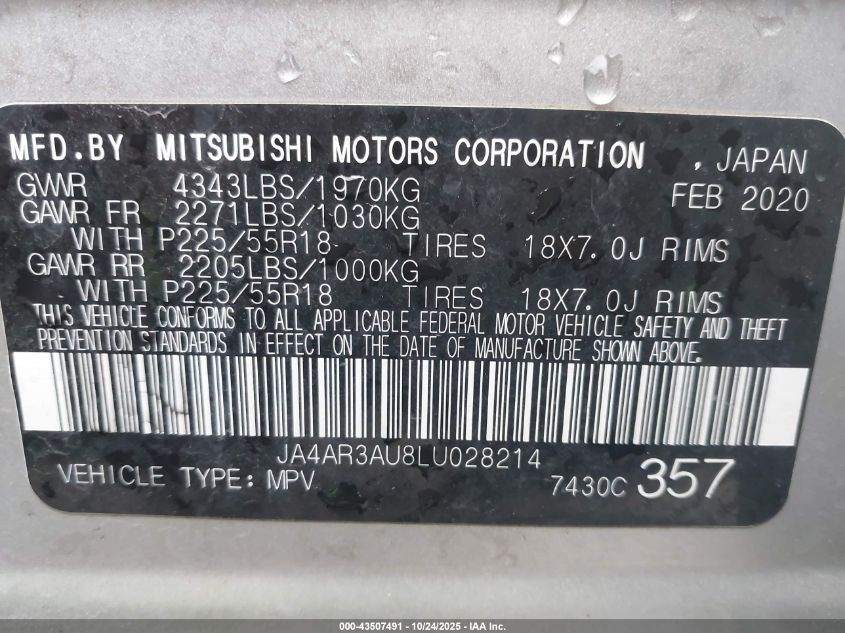 MFD.BY MITSUBISHI MOTORS CORPORATION , JAPAN
GVWR 4343LBS/1970KG FEB 2020
GAWR FR 2271LBS/1030KG
WITH P225/55R18 TIRES 18X7.0J RIMS
GAWR RR 2205LBS/1000KG
WITH P225/55R18 TIRES 18X7.0J RIMS
THIS VEHICLE CONFORMS TO ALL APPLICABLE FEDERAL MOTOR VEHICLE SAFETY AND THEFT
PREVENTION STANDARDS IN EFFECT ON THE DATE OF MANUFACTURE SHOWN ABOVE.
JA4AR3AU8LU028214
VEHICLE TYPE: MPV 7430C 357
000-43507491 - 10/24/2025 - IAA Inc.